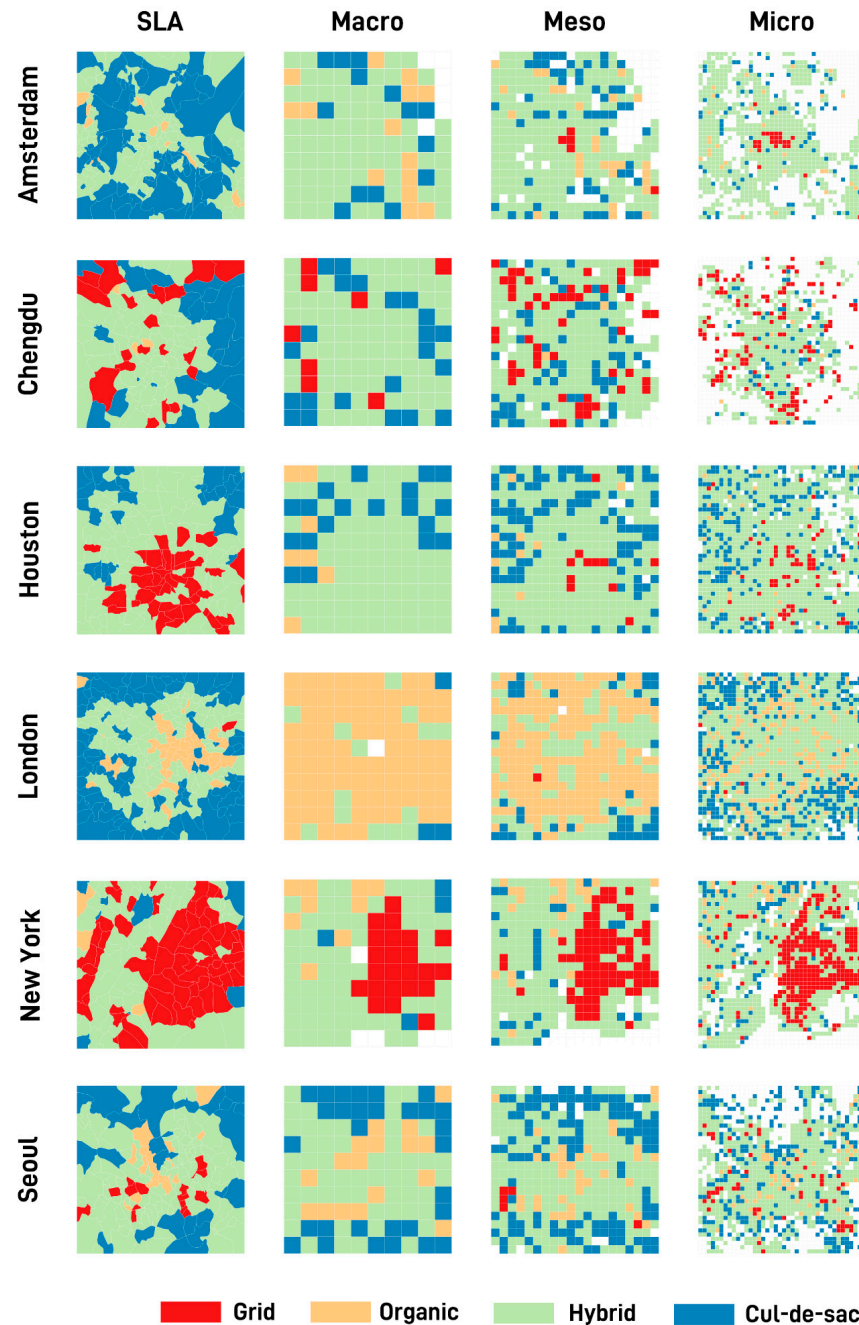 SLA Macro Meso Micro
Amsterdam
Chengdu
Houston
London
New York
Seoul
Grid Organic Hybrid Cul-de-sac